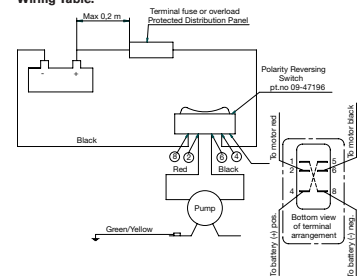 Wiring Table.
Max 0,2 m
Terminal fuse or overload
Protected Distribution Panel
- +
Polarity Reversing
Switch
pt.no 09-47196
Black
8 2 6 4
Red Black
Pump
Green/Yellow
To motor red
To motor black
1 5
2 6
4 8
Bottom view
of terminal
arrangement
To battery (+) pos.
To battery (-) neg.